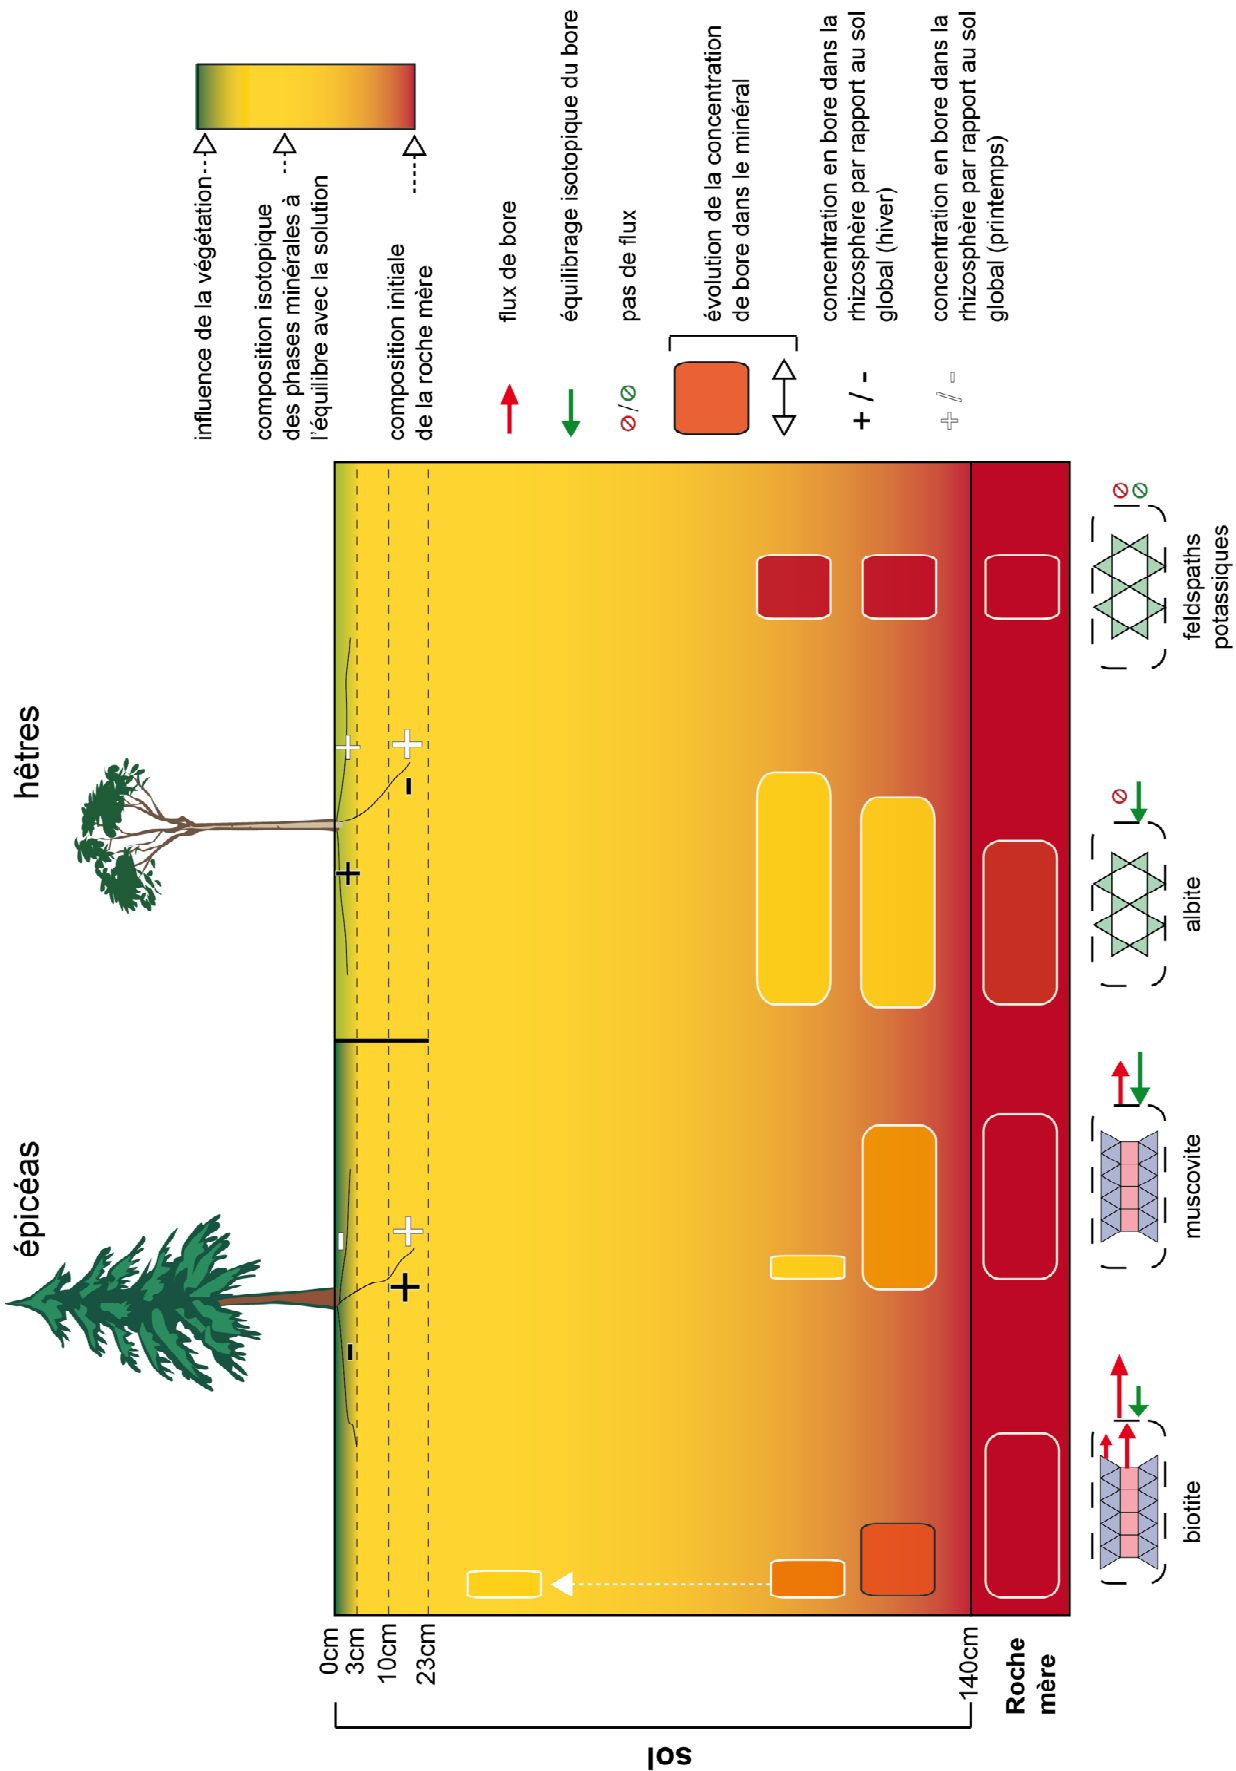 épicéas
hêtres
influence de la végétation
composition isotopique
des phases minérales à
l'équilibre avec la solution
composition initiale
de la roche mère
flux de bore
équilibrage isotopique du bore
/
pas de flux
évolution de la concentration
de bore dans le minéral
+ / -
concentration en bore dans la
rhizosphère par rapport au sol
global (hiver)
+ / -
concentration en bore dans la
rhizosphère par rapport au sol
global (printemps)
sol
0cm
3cm
10cm
23cm
140cm
Roche
mère
- - + +
+ + - +
biotite
muscovite
albite
feldspaths
potassiques